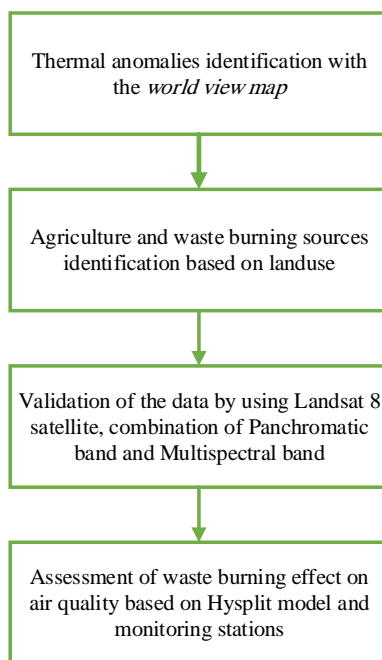 Thermal anomalies identification with
the world view map
Agriculture and waste burning sources
identification based on landuse
Validation of the data by using Landsat 8
satellite, combination of Panchromatic
band and Multispectral band
Assessment of waste burning effect on
air quality based on Hysplit model and
monitoring stations